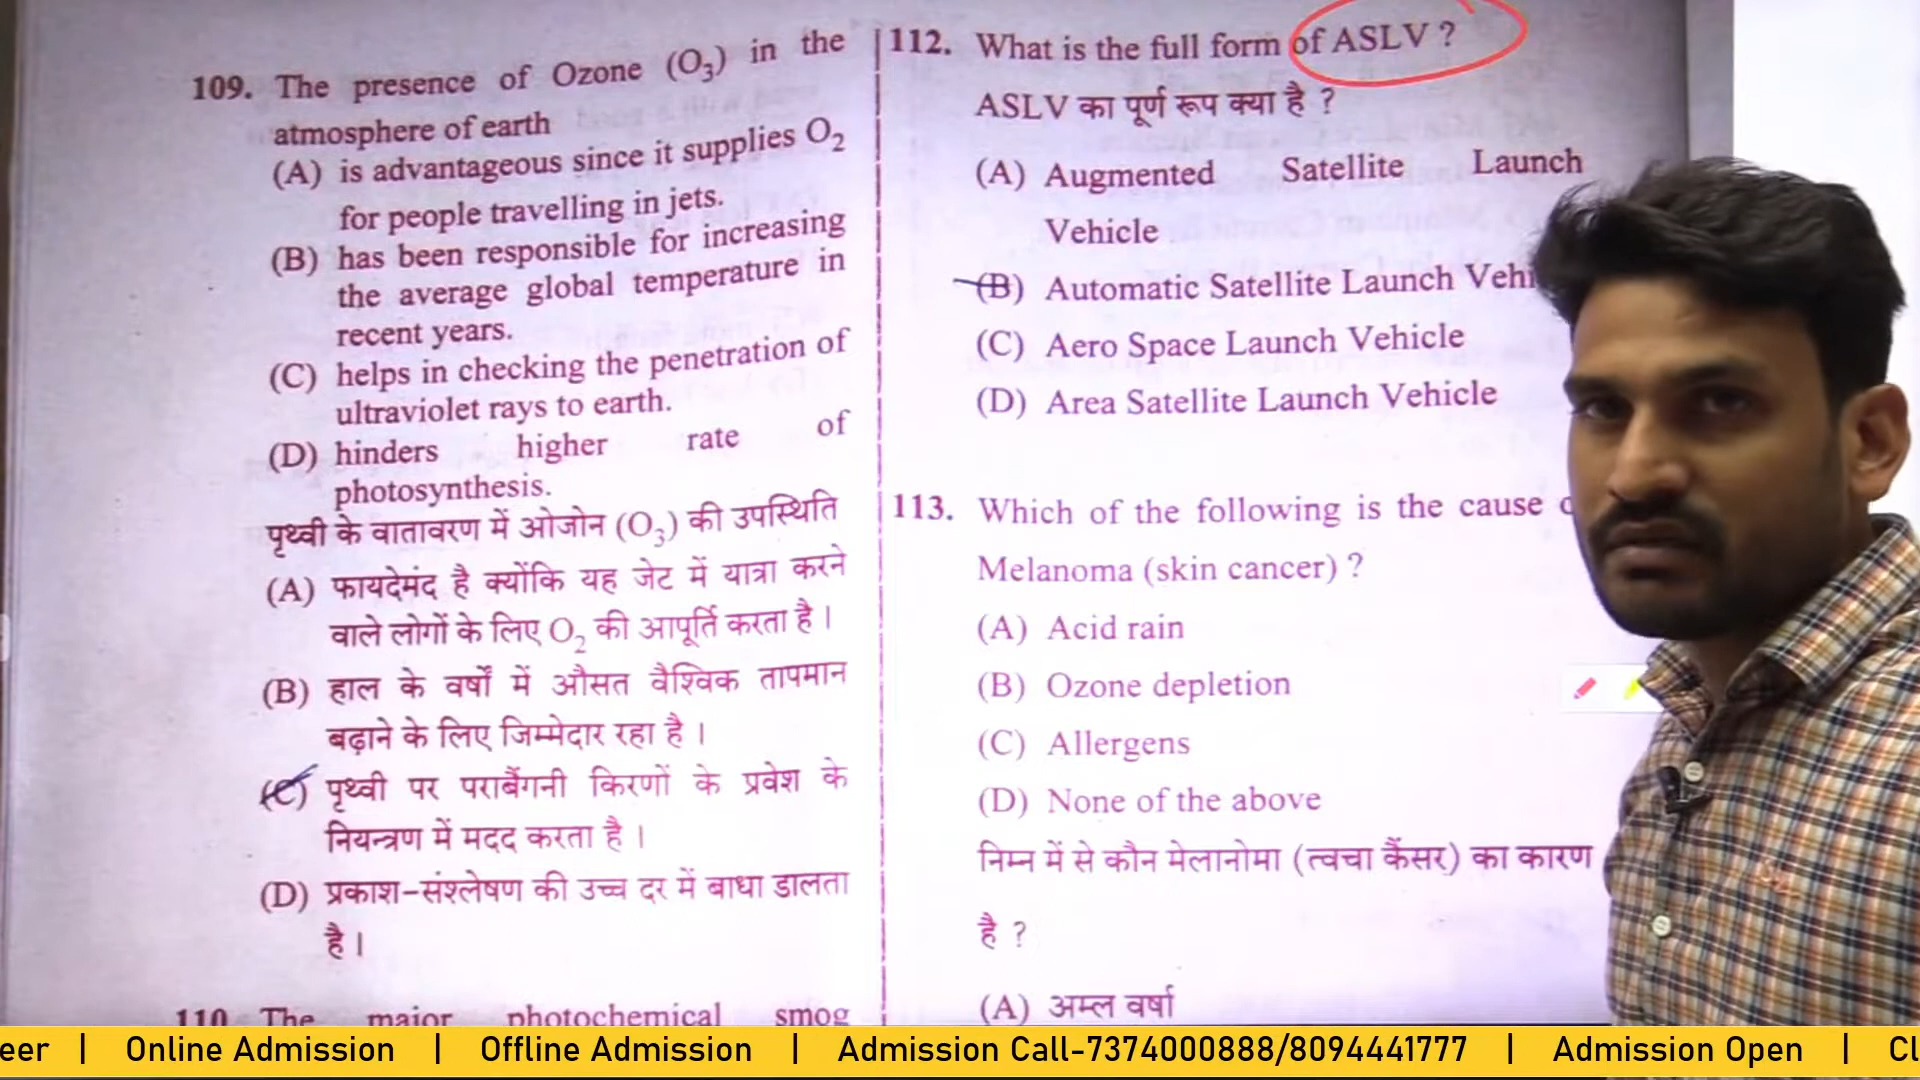 109. The presence of Ozone (O₃) in the
atmosphere of earth
(A) is advantageous since it supplies O₂
for people travelling in jets.
(B) has been responsible for increasing
the average global temperature in
recent years.
(C) helps in checking the penetration of
ultraviolet rays to earth.
(D) hinders higher rate of
photosynthesis.
पृथ्वी के वातावरण में ओजोन (O₃) की उपस्थिति
(A) फायदेमंद है क्योंकि यह जेट में यात्रा करने
वाले लोगों के लिए O₂ की आपूर्ति करता है ।
(B) हाल के वर्षों में औसत वैश्विक तापमान
बढ़ाने के लिए जिम्मेदार रहा है ।
(C) पृथ्वी पर पराबैंगनी किरणों के प्रवेश के
नियन्त्रण में मदद करता है ।
(D) प्रकाश-संश्लेषण की उच्च दर में बाधा डालता
है ।
110. The major photochemical smog
112. What is the full form of ASLV ?
ASLV का पूर्ण रूप क्या है ?
(A) Augmented Satellite Launch
Vehicle
(B) Automatic Satellite Launch Vehi
(C) Aero Space Launch Vehicle
(D) Area Satellite Launch Vehicle
113. Which of the following is the cause
Melanoma (skin cancer) ?
(A) Acid rain
(B) Ozone depletion
(C) Allergens
(D) None of the above
निम्न में से कौन मेलानोमा (त्वचा कैंसर) का कारण
है ?
(A) अम्ल वर्षा
eer | Online Admission | Offline Admission | Admission Call-7374000888/8094441777 | Admission Open | Cl